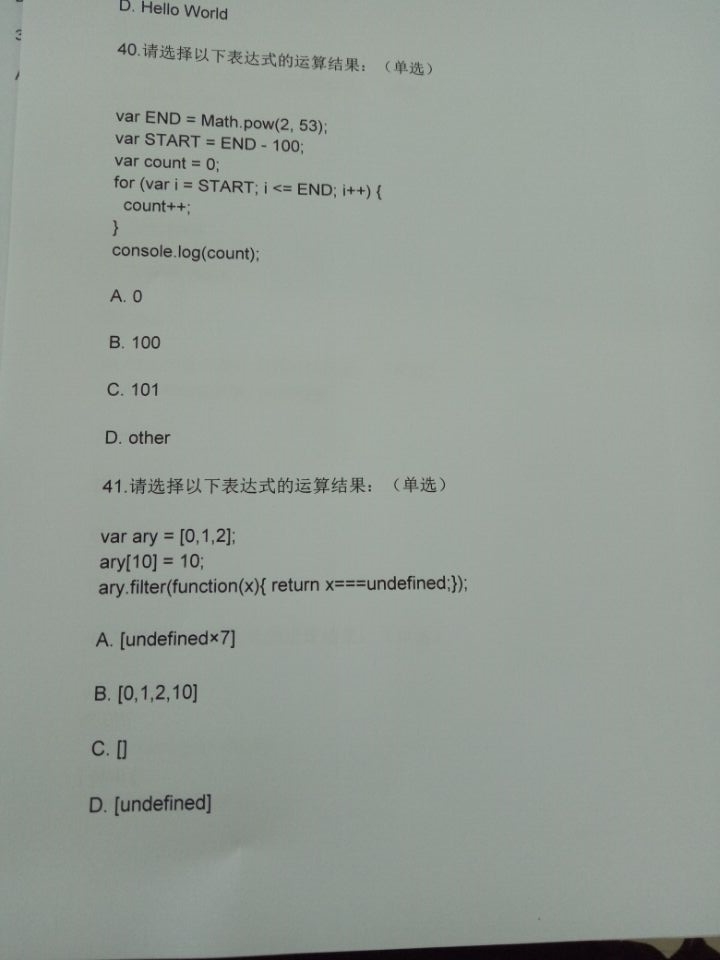 D. Hello World
40.请选择以下表达式的运算结果：（单选）
var END = Math.pow(2, 53);
var START = END - 100;
var count = 0;
for (var i = START; i <= END; i++) {
count++;
}
console.log(count);
A. 0
B. 100
C. 101
D. other
41.请选择以下表达式的运算结果：（单选）
var ary = [0,1,2];
ary[10] = 10;
ary.filter(function(x){ return x===undefined;});
A. [undefined×7]
B. [0,1,2,10]
C. []
D. [undefined]